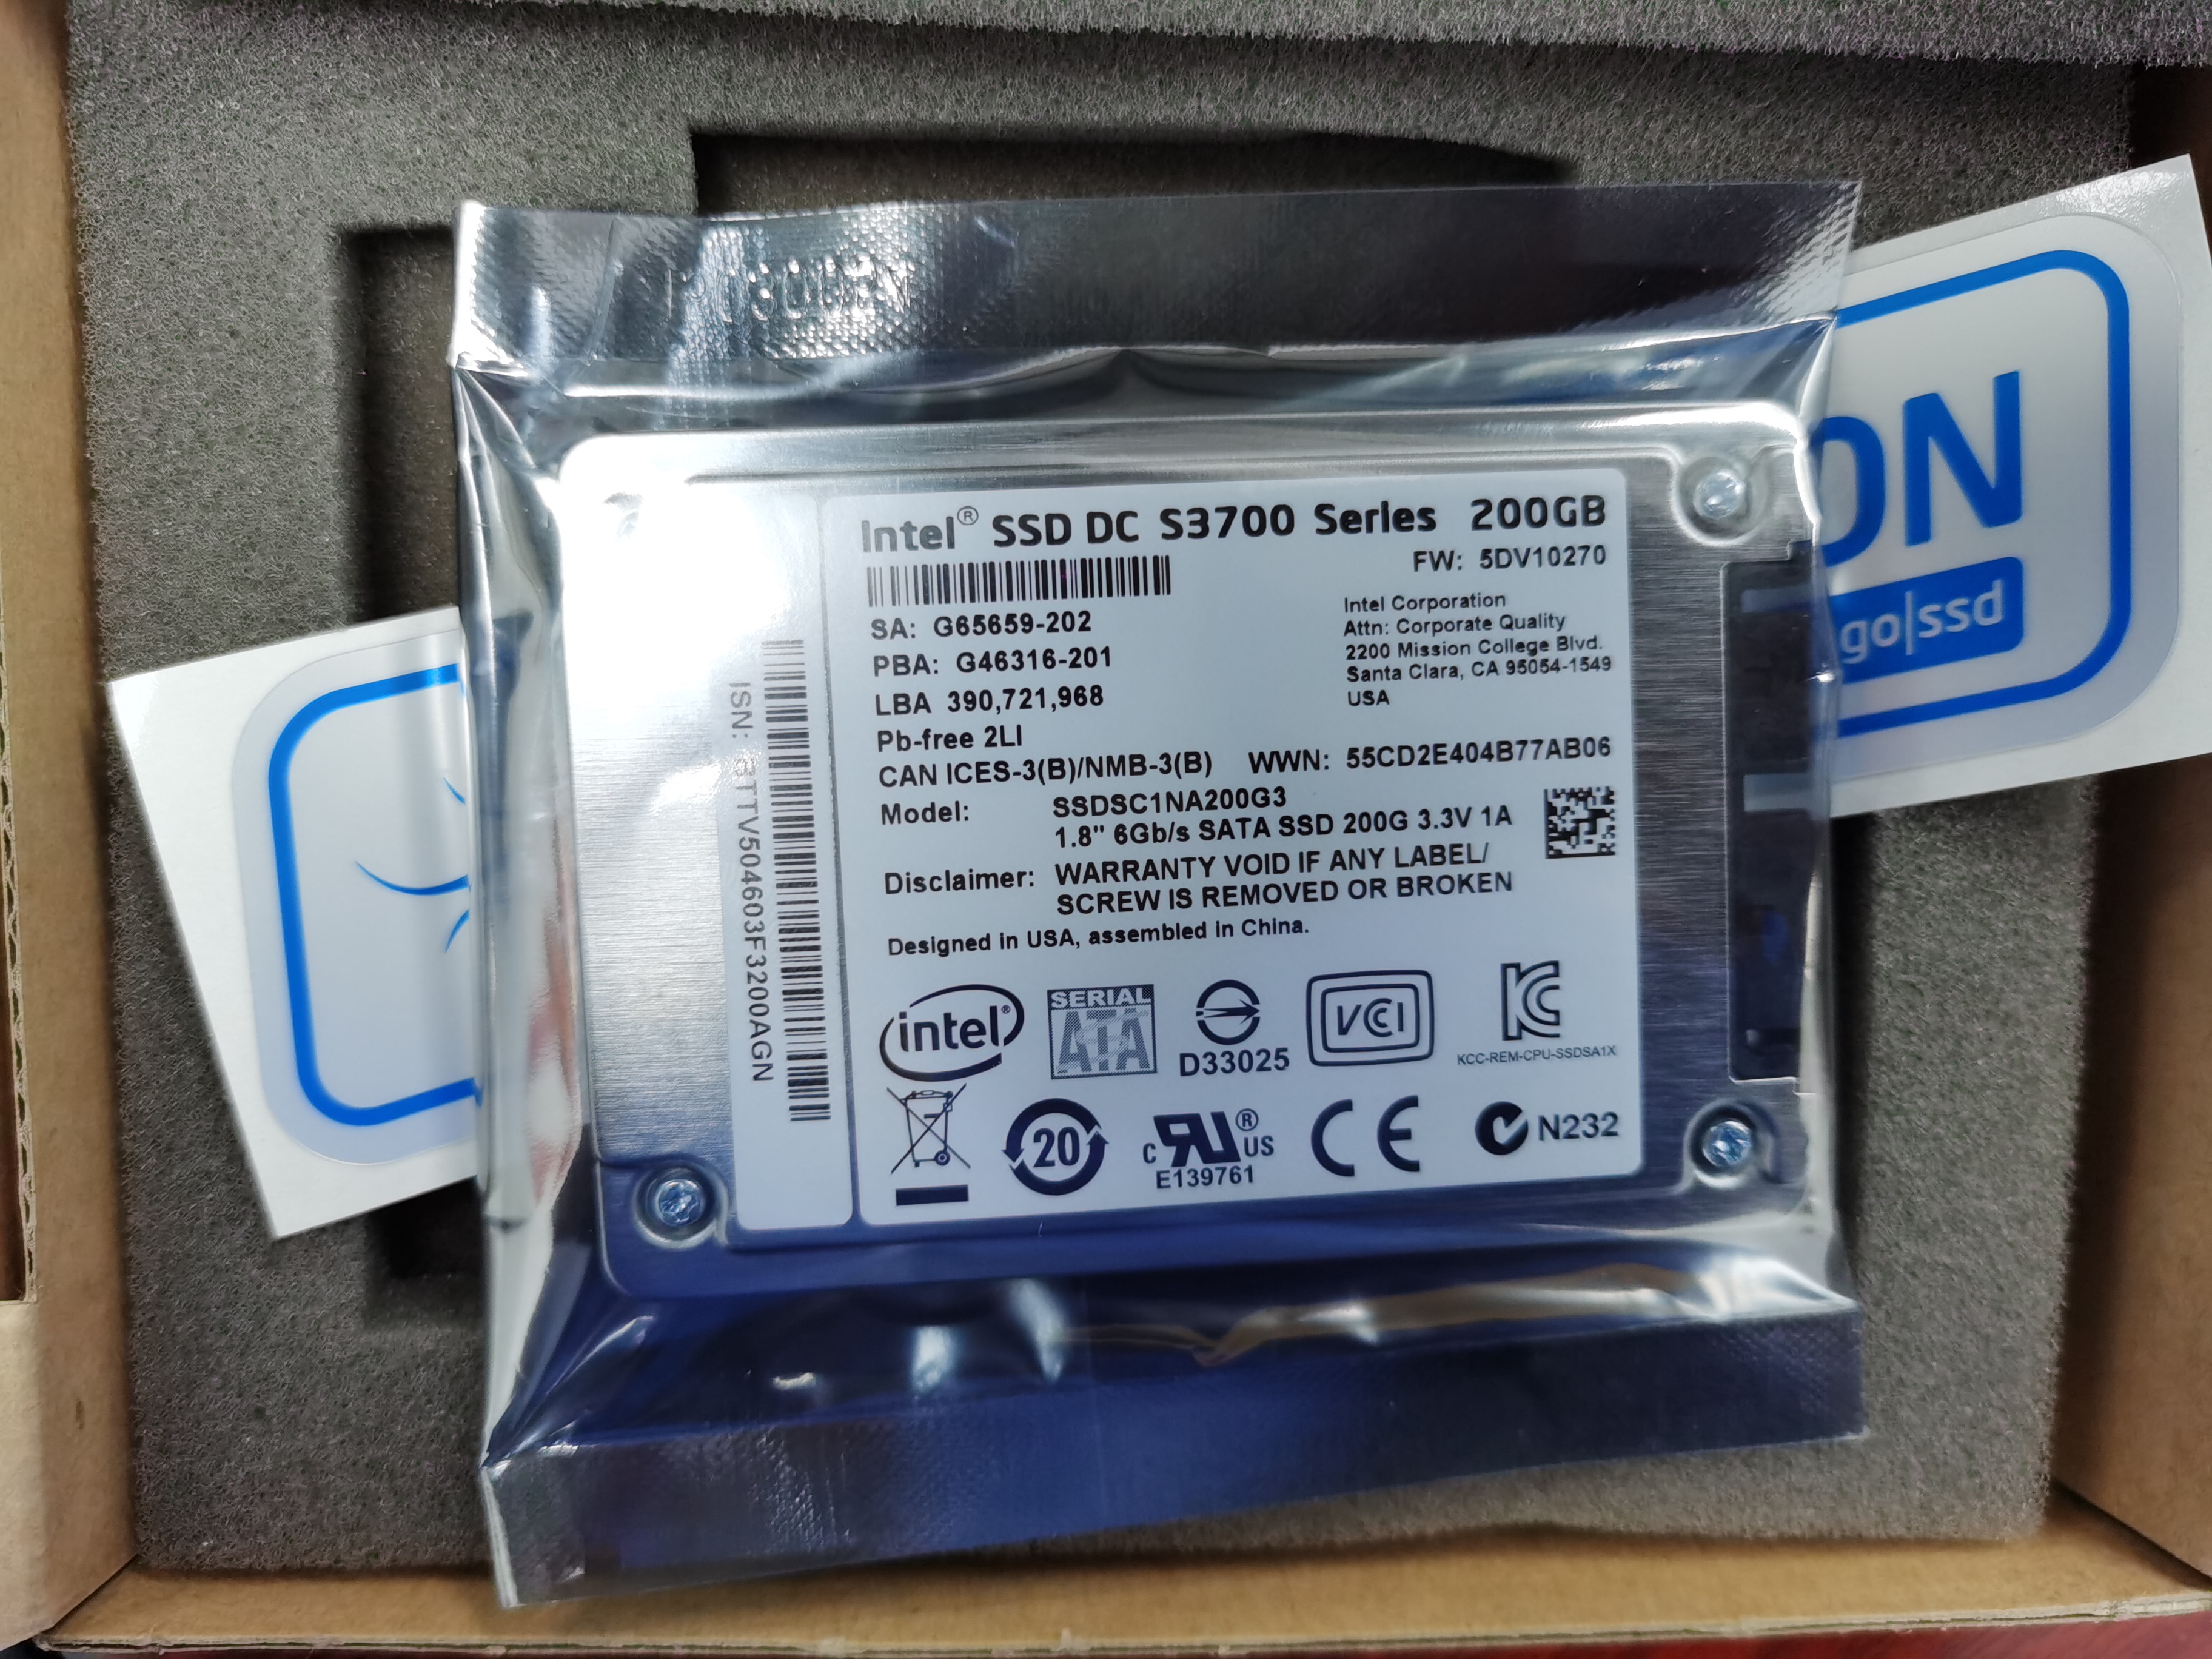 Intel® SSD DC S3700 Series 200GB
FW: 5DV10270
SA: G65659-202
PBA: G46316-201
LBA 390,721,968
Pb-free 2LI
Intel Corporation
Attn: Corporate Quality
2200 Mission College Blvd.
Santa Clara, CA 95054-1549
USA
CAN ICES-3(B)/NMB-3(B) WWN: 55CD2E404B77AB06
Model: SSDSC1NA200G3
1.8" 6Gb/s SATA SSD 200G 3.3V 1A
Disclaimer: WARRANTY VOID IF ANY LABEL/
SCREW IS REMOVED OR BROKEN
Designed in USA, assembled in China.
intel®
SERIAL
ATA
D33025
VCI
KCC-REM-CPU-SSDSA1X
20
c RU® US
E139761
CE
N232
ISN: BTTV504603F3200AGN
ON
go|ssd